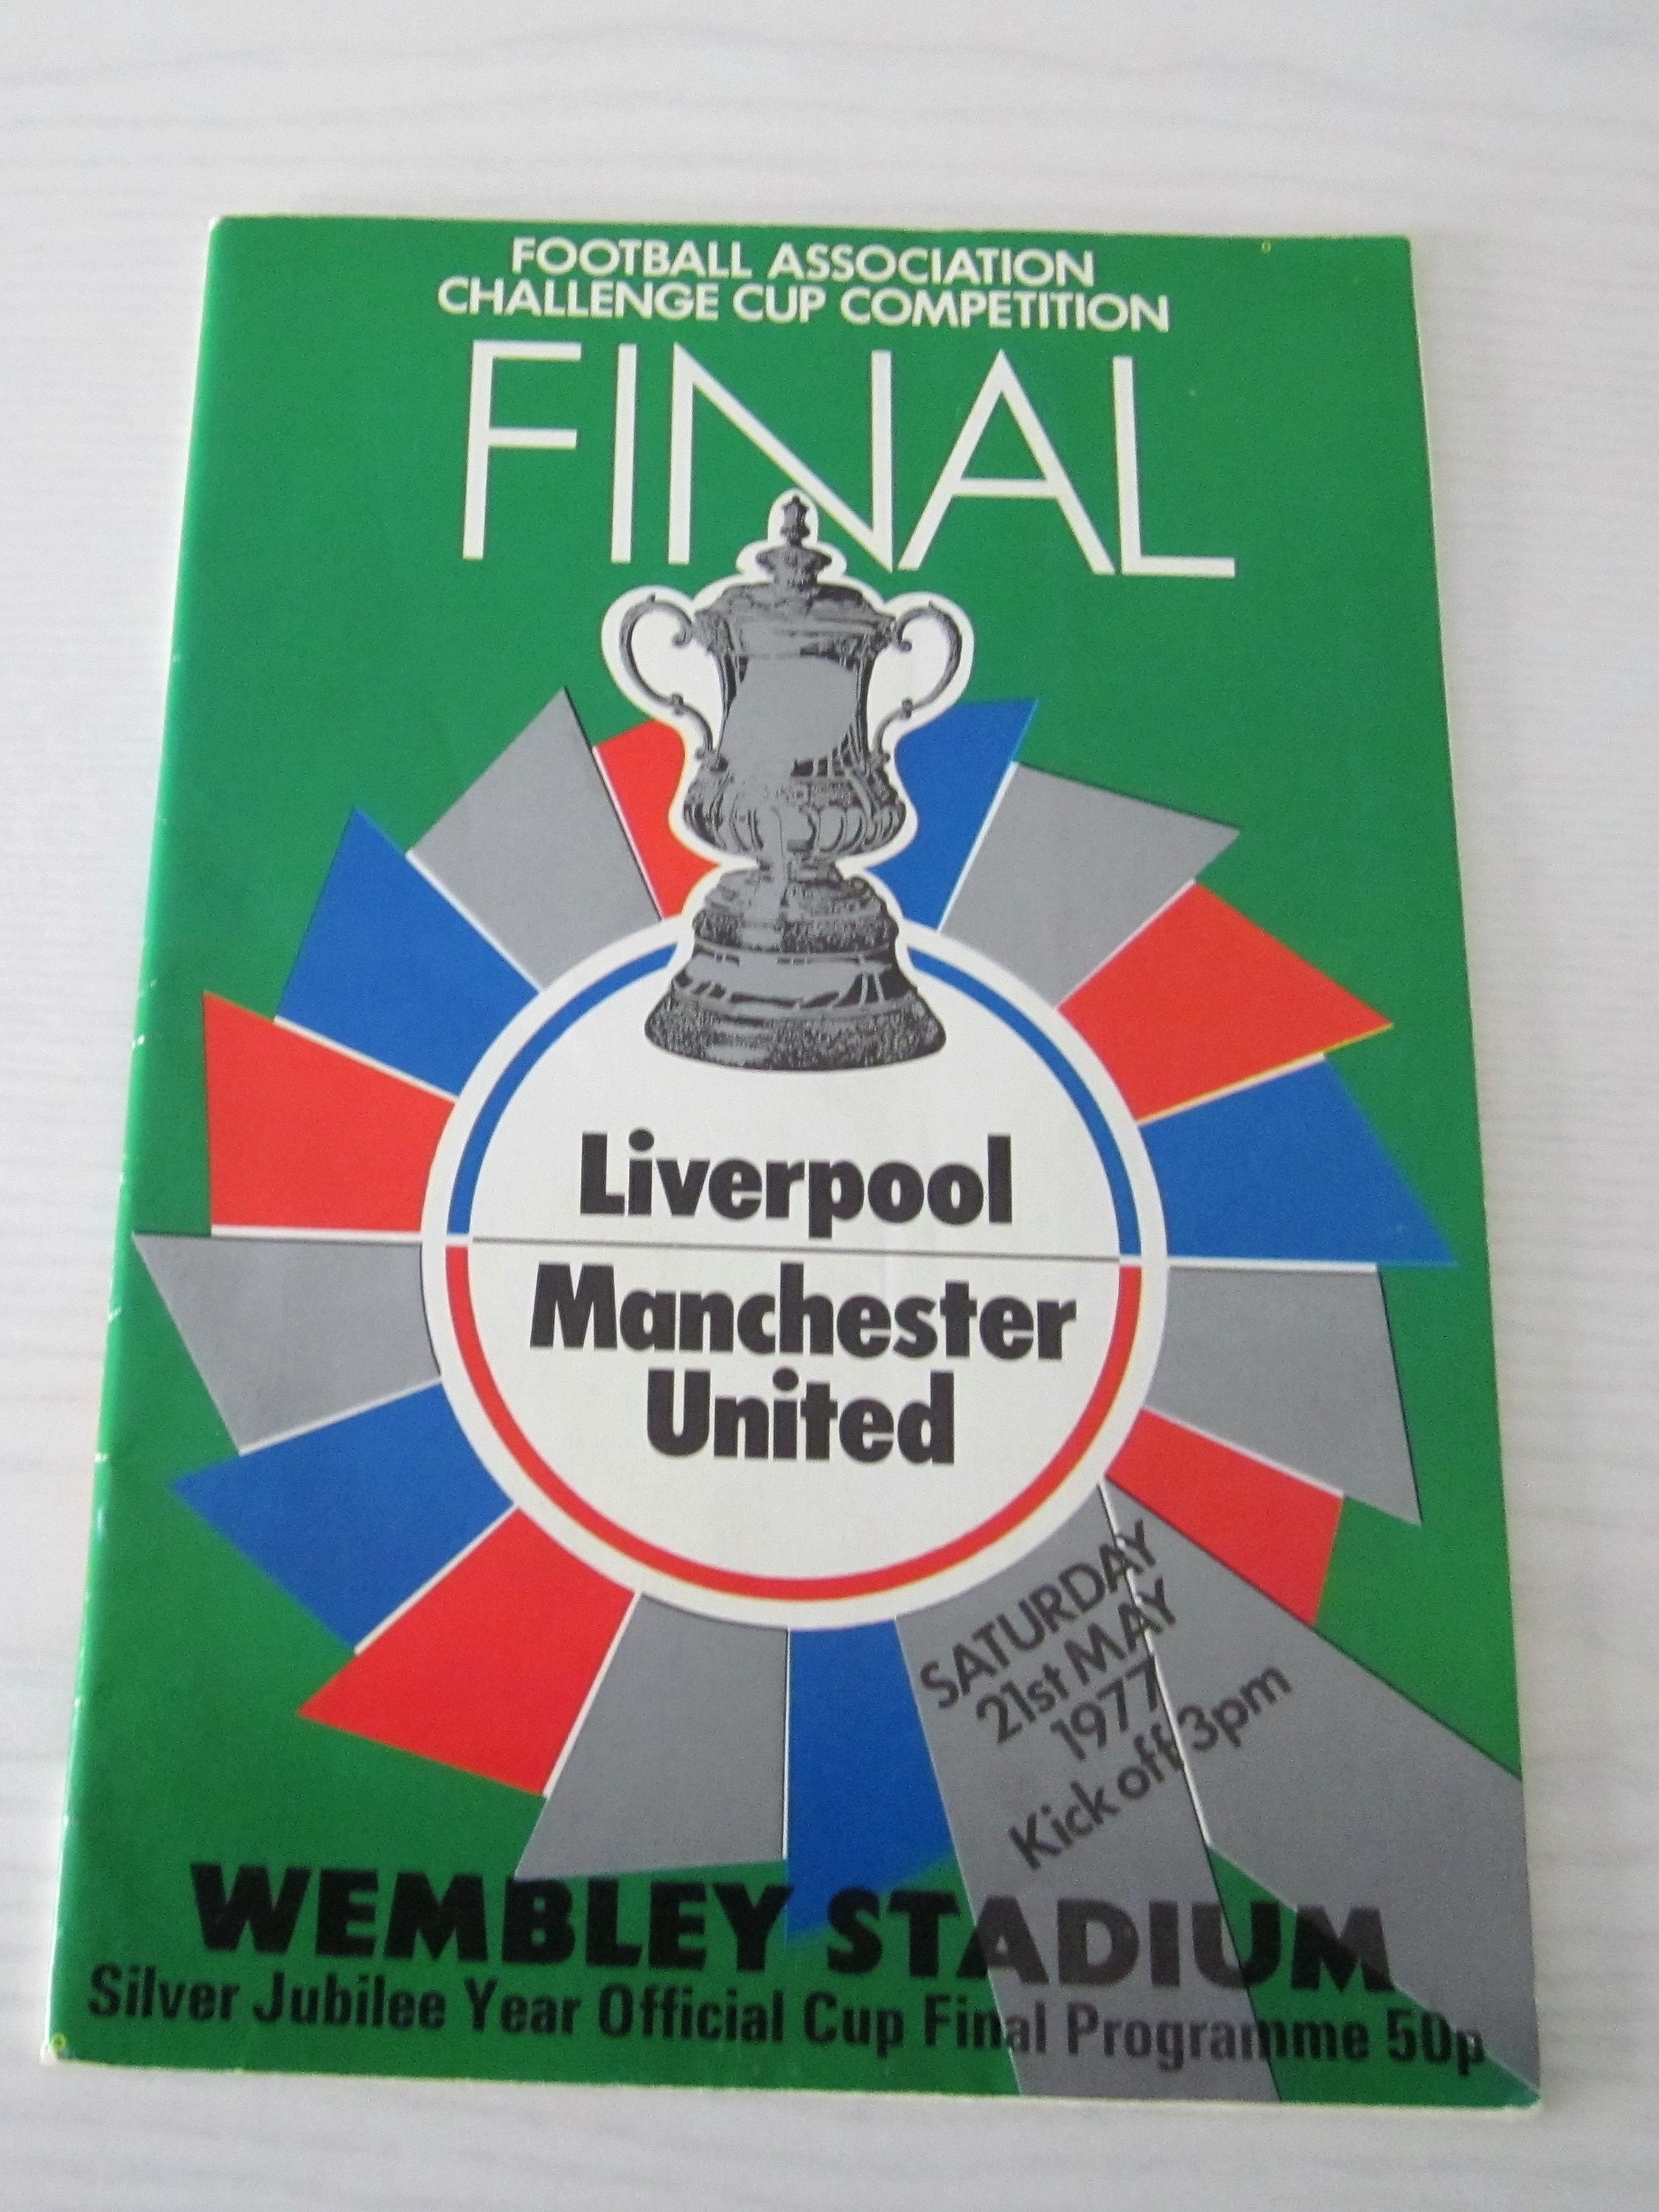 FOOTBALL ASSOCIATION
CHALLENGE CUP COMPETITION
FINAL
Liverpool
Manchester
United
SATURDAY
21st MAY
1977
Kick off 3pm
WEMBLEY STADIUM
Silver Jubilee Year Official Cup Final Programme 50p